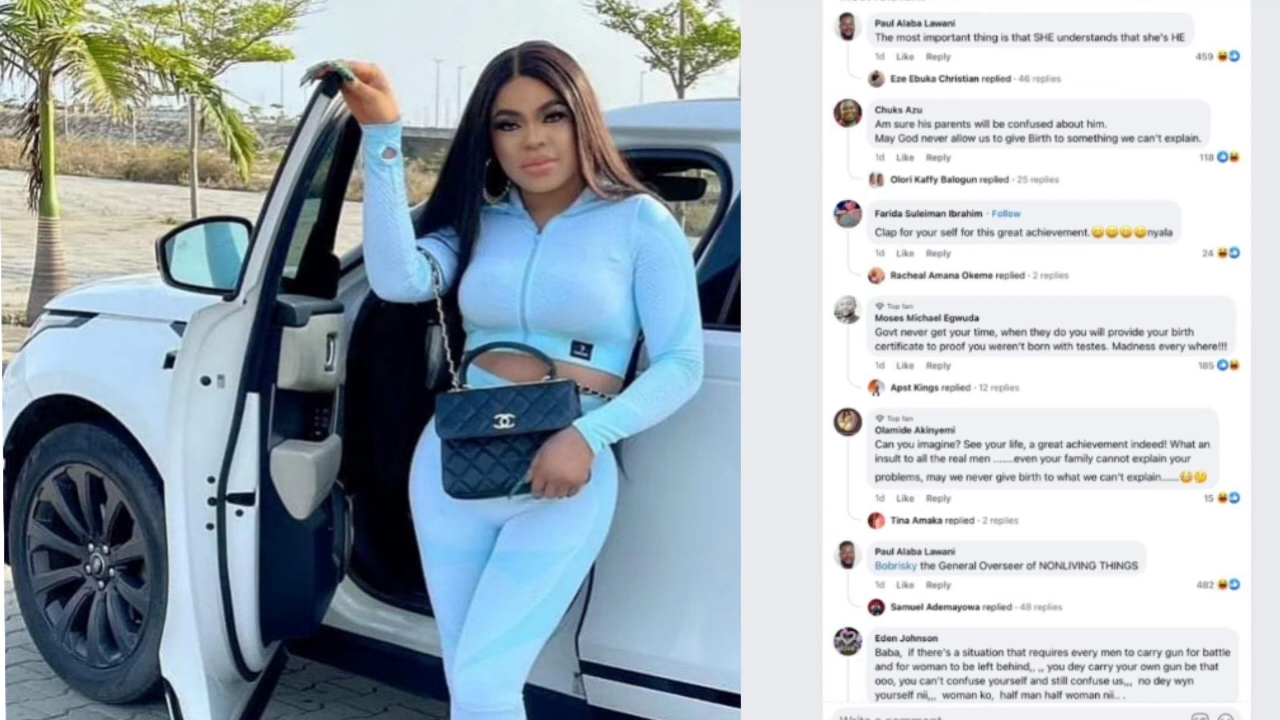 Paul Alaba Lawani
The most important thing is that SHE understands that she's HE
1d Like Reply 459
Eze Ebuka Christian replied · 46 replies
Chuks Azu
Am sure his parents will be confused about him.
May God never allow us to give Birth to something we can't explain.
1d Like Reply 118
Olori Kaffy Balogun replied · 25 replies
Farida Suleiman Ibrahim · Follow
Clap for your self for this great achievement.😄😄😄😄nyala
1d Like Reply 24
Racheal Amana Okeme replied · 2 replies
Top fan
Moses Michael Egwuda
Govt never get your time, when they do you will provide your birth
certificate to proof you weren't born with testes. Madness every where!!!
1d Like Reply 185
Apst Kings replied · 12 replies
Top fan
Olamide Akinyemi
Can you imagine? See your life, a great achievement indeed! What an
insult to all the real men .......even your family cannot explain your
problems, may we never give birth to what we can't explain......
1d Like Reply 15
Tina Amaka replied · 2 replies
Paul Alaba Lawani
Bobrisky the General Overseer of NONLIVING THINGS
1d Like Reply 482
Samuel Ademayowa replied · 48 replies
Eden Johnson
Baba, if there's a situation that requires every men to carry gun for battle
and for woman to be left behind,, ,, you dey carry your own gun be that
ooo, you can't confuse yourself and still confuse us,,, no dey wyn
yourself nii,,, woman ko, half man half woman nii.. .
Write a comment